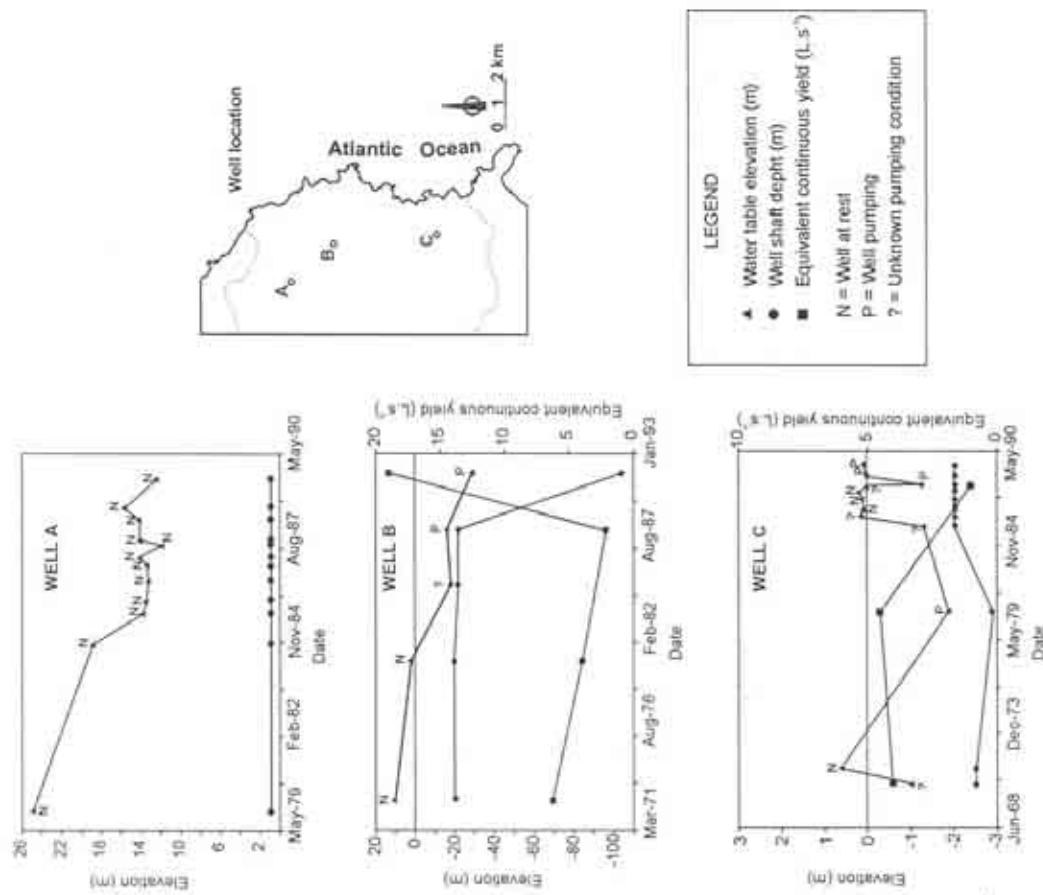 WELL A
Elevation (m)
26
22
18
14
10
6
2
N
N
N
N
N
N
N
N
N
N
N
N
May-79
Feb-82
Nov-84
Aug-87
May-90
Date
WELL B
Elevation (m)
20
0
-20
-40
-60
-80
-100
N
N
?
P
P
Equivalent continuous yield (L.s⁻¹)
20
15
10
5
0
Mar-71
Aug-76
Feb-82
Aug-87
Jan-93
Date
WELL C
Elevation (m)
3
2
1
0
-1
-2
-3
?
N
P
?
?
N
N
?
P
P
P
Equivalent continuous yield (L.s⁻¹)
10
5
0
Jun-68
Dec-73
May-79
Nov-84
May-90
Date
Well location
A
B
C
Atlantic Ocean
0 1 2 km
LEGEND
Water table elevation (m)
Well shaft depht (m)
Equivalent continuous yield (L.s⁻¹)
N = Well at rest
P = Well pumping
? = Unknown pumping condition